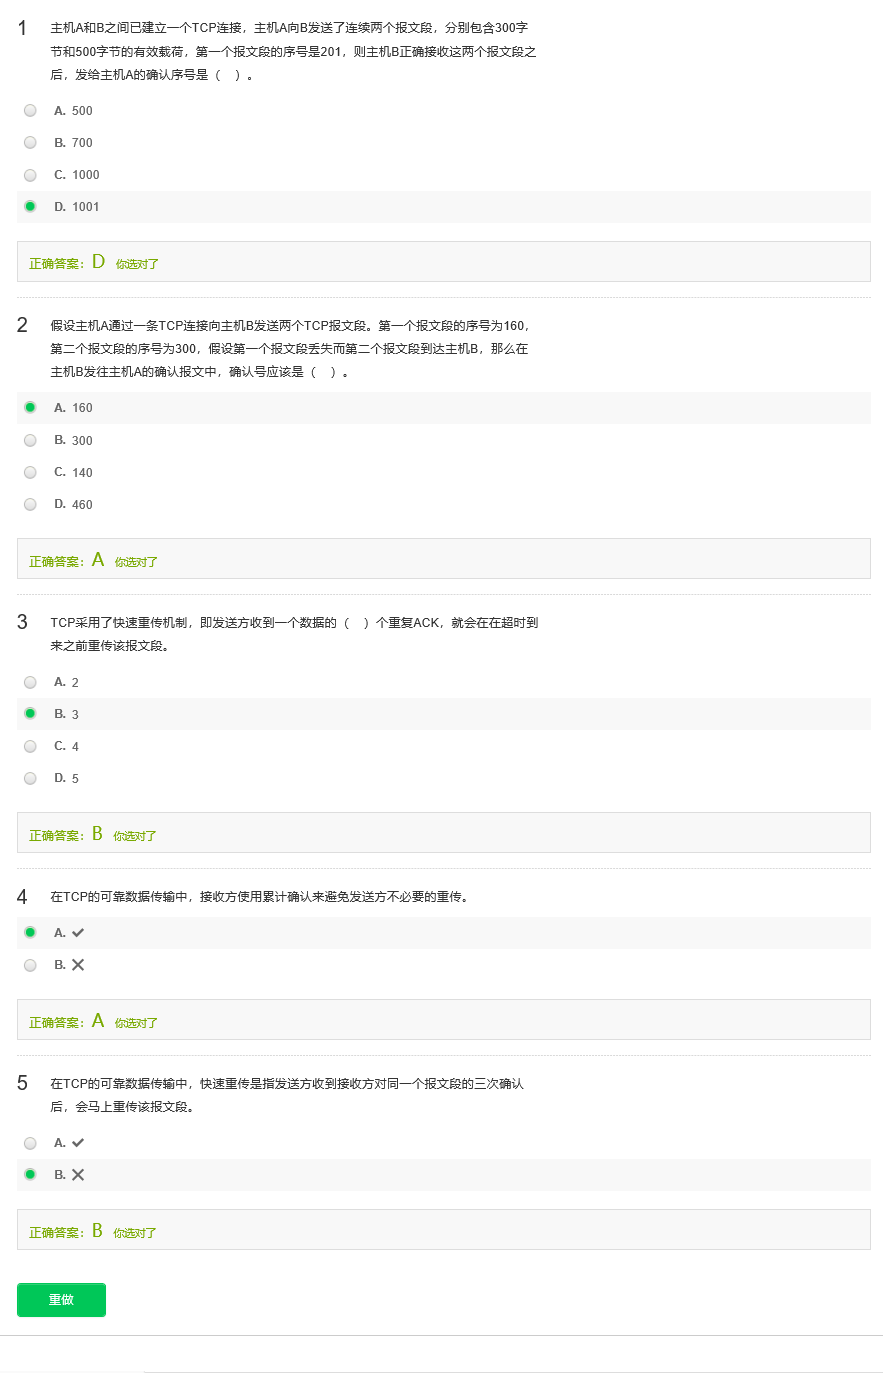 1 主机A和B之间已建立一个TCP连接，主机A向B发送了连续两个报文段，分别包含300字
节和500字节的有效载荷，第一个报文段的序号是201，则主机B正确接收这两个报文段之
后，发给主机A的确认序号是（ ）。
A. 500
B. 700
C. 1000
D. 1001
正确答案：D 你选对了
2 假设主机A通过一条TCP连接向主机B发送两个TCP报文段。第一个报文段的序号为160，
第二个报文段的序号为300，假设第一个报文段丢失而第二个报文段到达主机B，那么在
主机B发往主机A的确认报文中，确认号应该是（ ）。
A. 160
B. 300
C. 140
D. 460
正确答案：A 你选对了
3 TCP采用了快速重传机制，即发送方收到一个数据的（ ）个重复ACK，就会在在超时到
来之前重传该报文段。
A. 2
B. 3
C. 4
D. 5
正确答案：B 你选对了
4 在TCP的可靠数据传输中，接收方使用累计确认来避免发送方不必要的重传。
A. ✔
B. ✖
正确答案：A 你选对了
5 在TCP的可靠数据传输中，快速重传是指发送方收到接收方对同一个报文段的三次确认
后，会马上重传该报文段。
A. ✔
B. ✖
正确答案：B 你选对了
重做